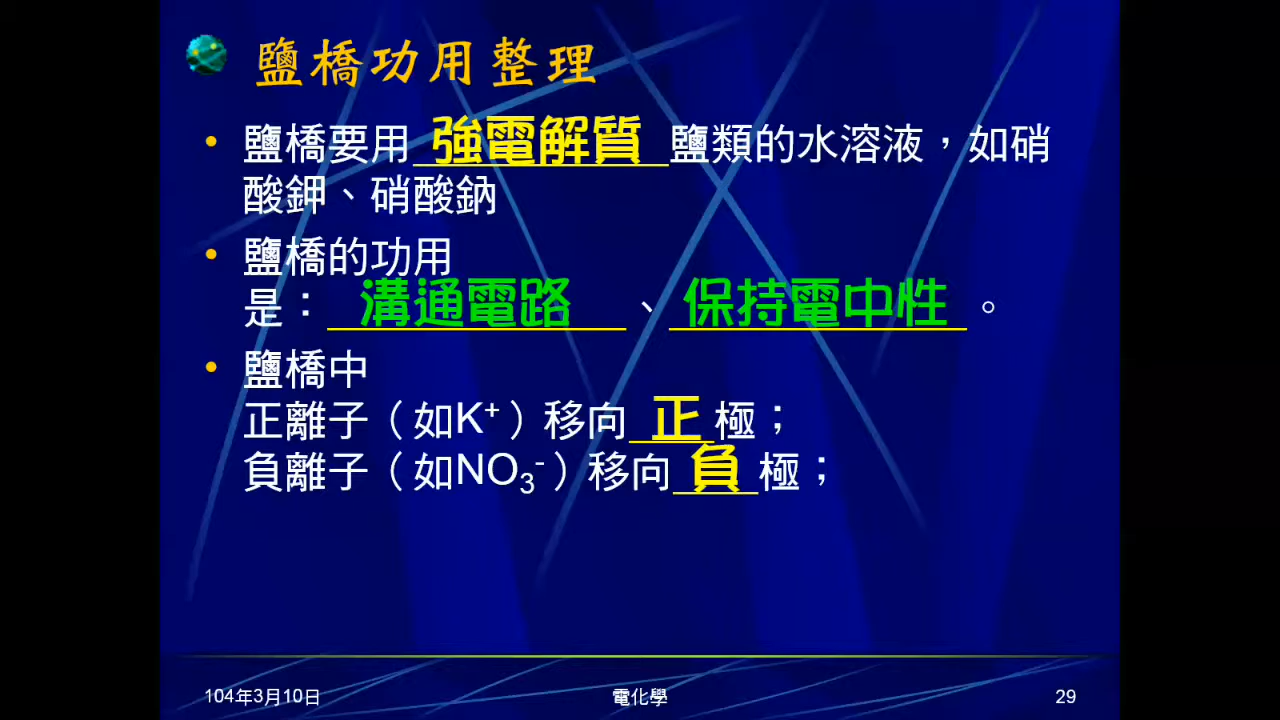 鹽橋功用整理
• 鹽橋要用 強電解質 鹽類的水溶液，如硝
酸鉀、硝酸鈉
• 鹽橋的功用
是：溝通電路、保持電中性。
• 鹽橋中
正離子（如K⁺）移向 正 極；
負離子（如NO₃⁻）移向 負 極；
104年3月10日 電化學 29